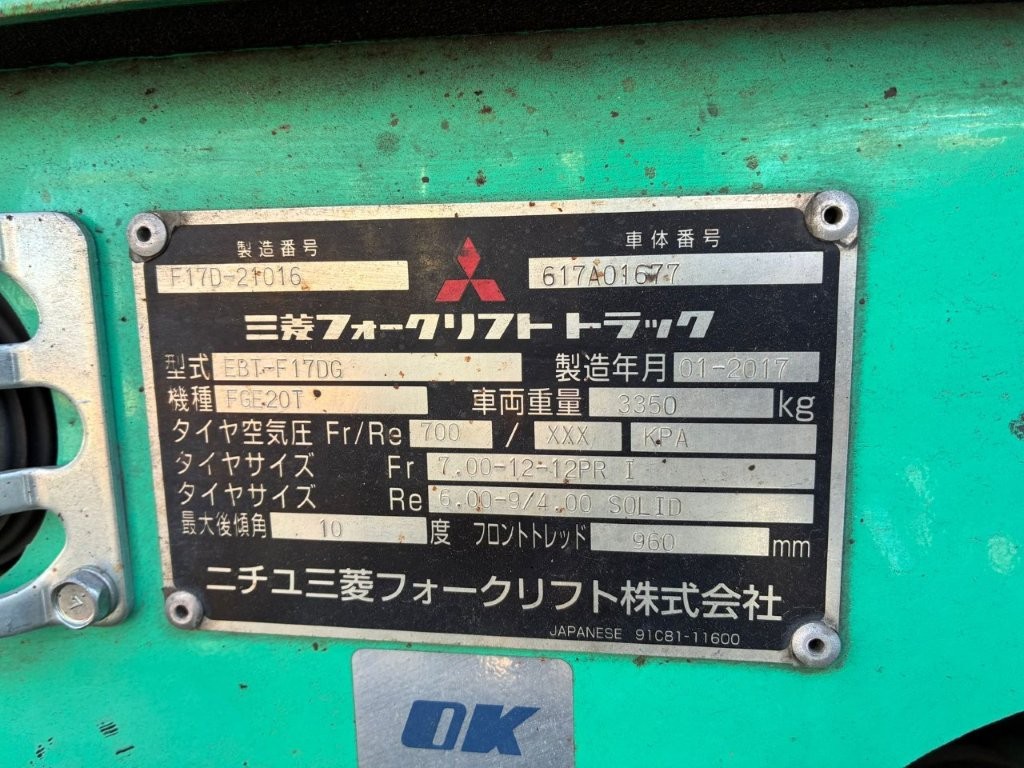 製造番号 車体番号
F17D-21016 617A01677
三菱フォークリフト トラック
型式 EBT-F17DG 製造年月 01-2017
機種 FGE20T 車両重量 3350 kg
タイヤ空気圧 Fr/Re 700 / XXX KPA
タイヤサイズ Fr 7.00-12-12PR I
タイヤサイズ Re 6.00-9/4.00 SOLID
最大後傾角 10 度 フロントトレッド 960 mm
ニチユ三菱フォークリフト株式会社
JAPANESE 91C81-11600
OK